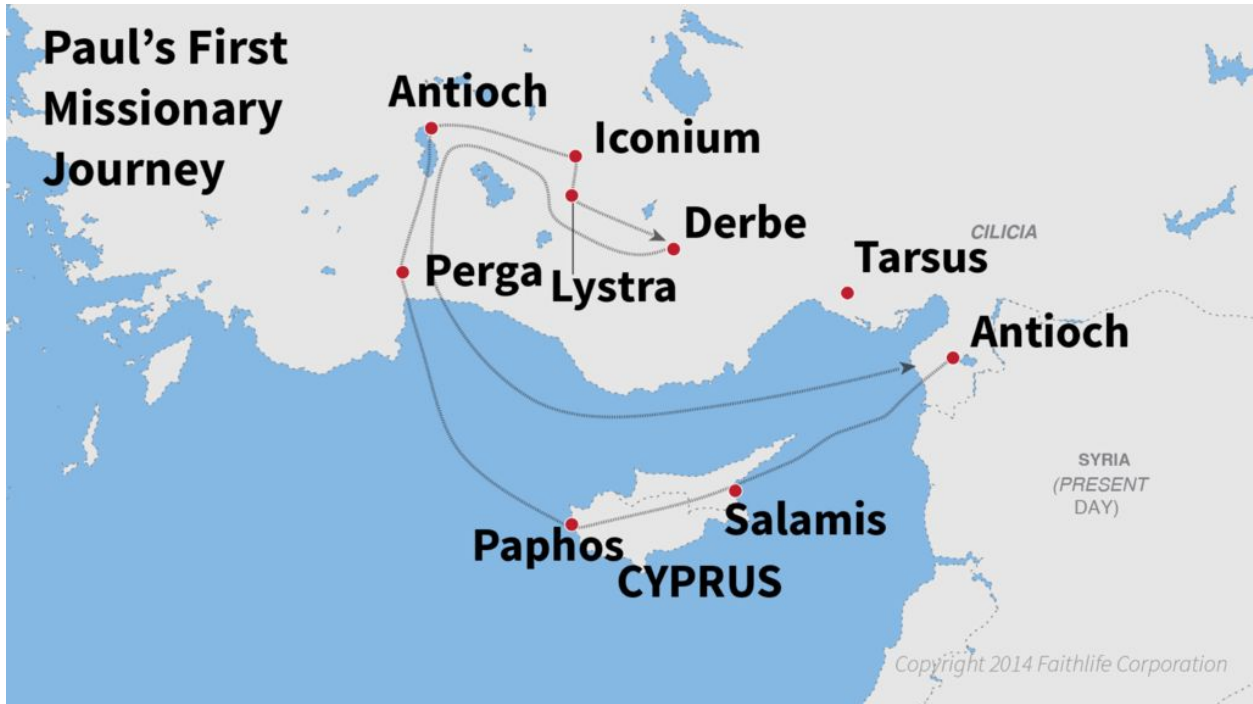 Paul's First
Missionary
Journey
Antioch
Iconium
Derbe
CILICIA
Tarsus
Perga
Lystra
Antioch
SYRIA
(PRESENT
DAY)
Salamis
Paphos
CYPRUS
Copyright 2014 Faithlife Corporation